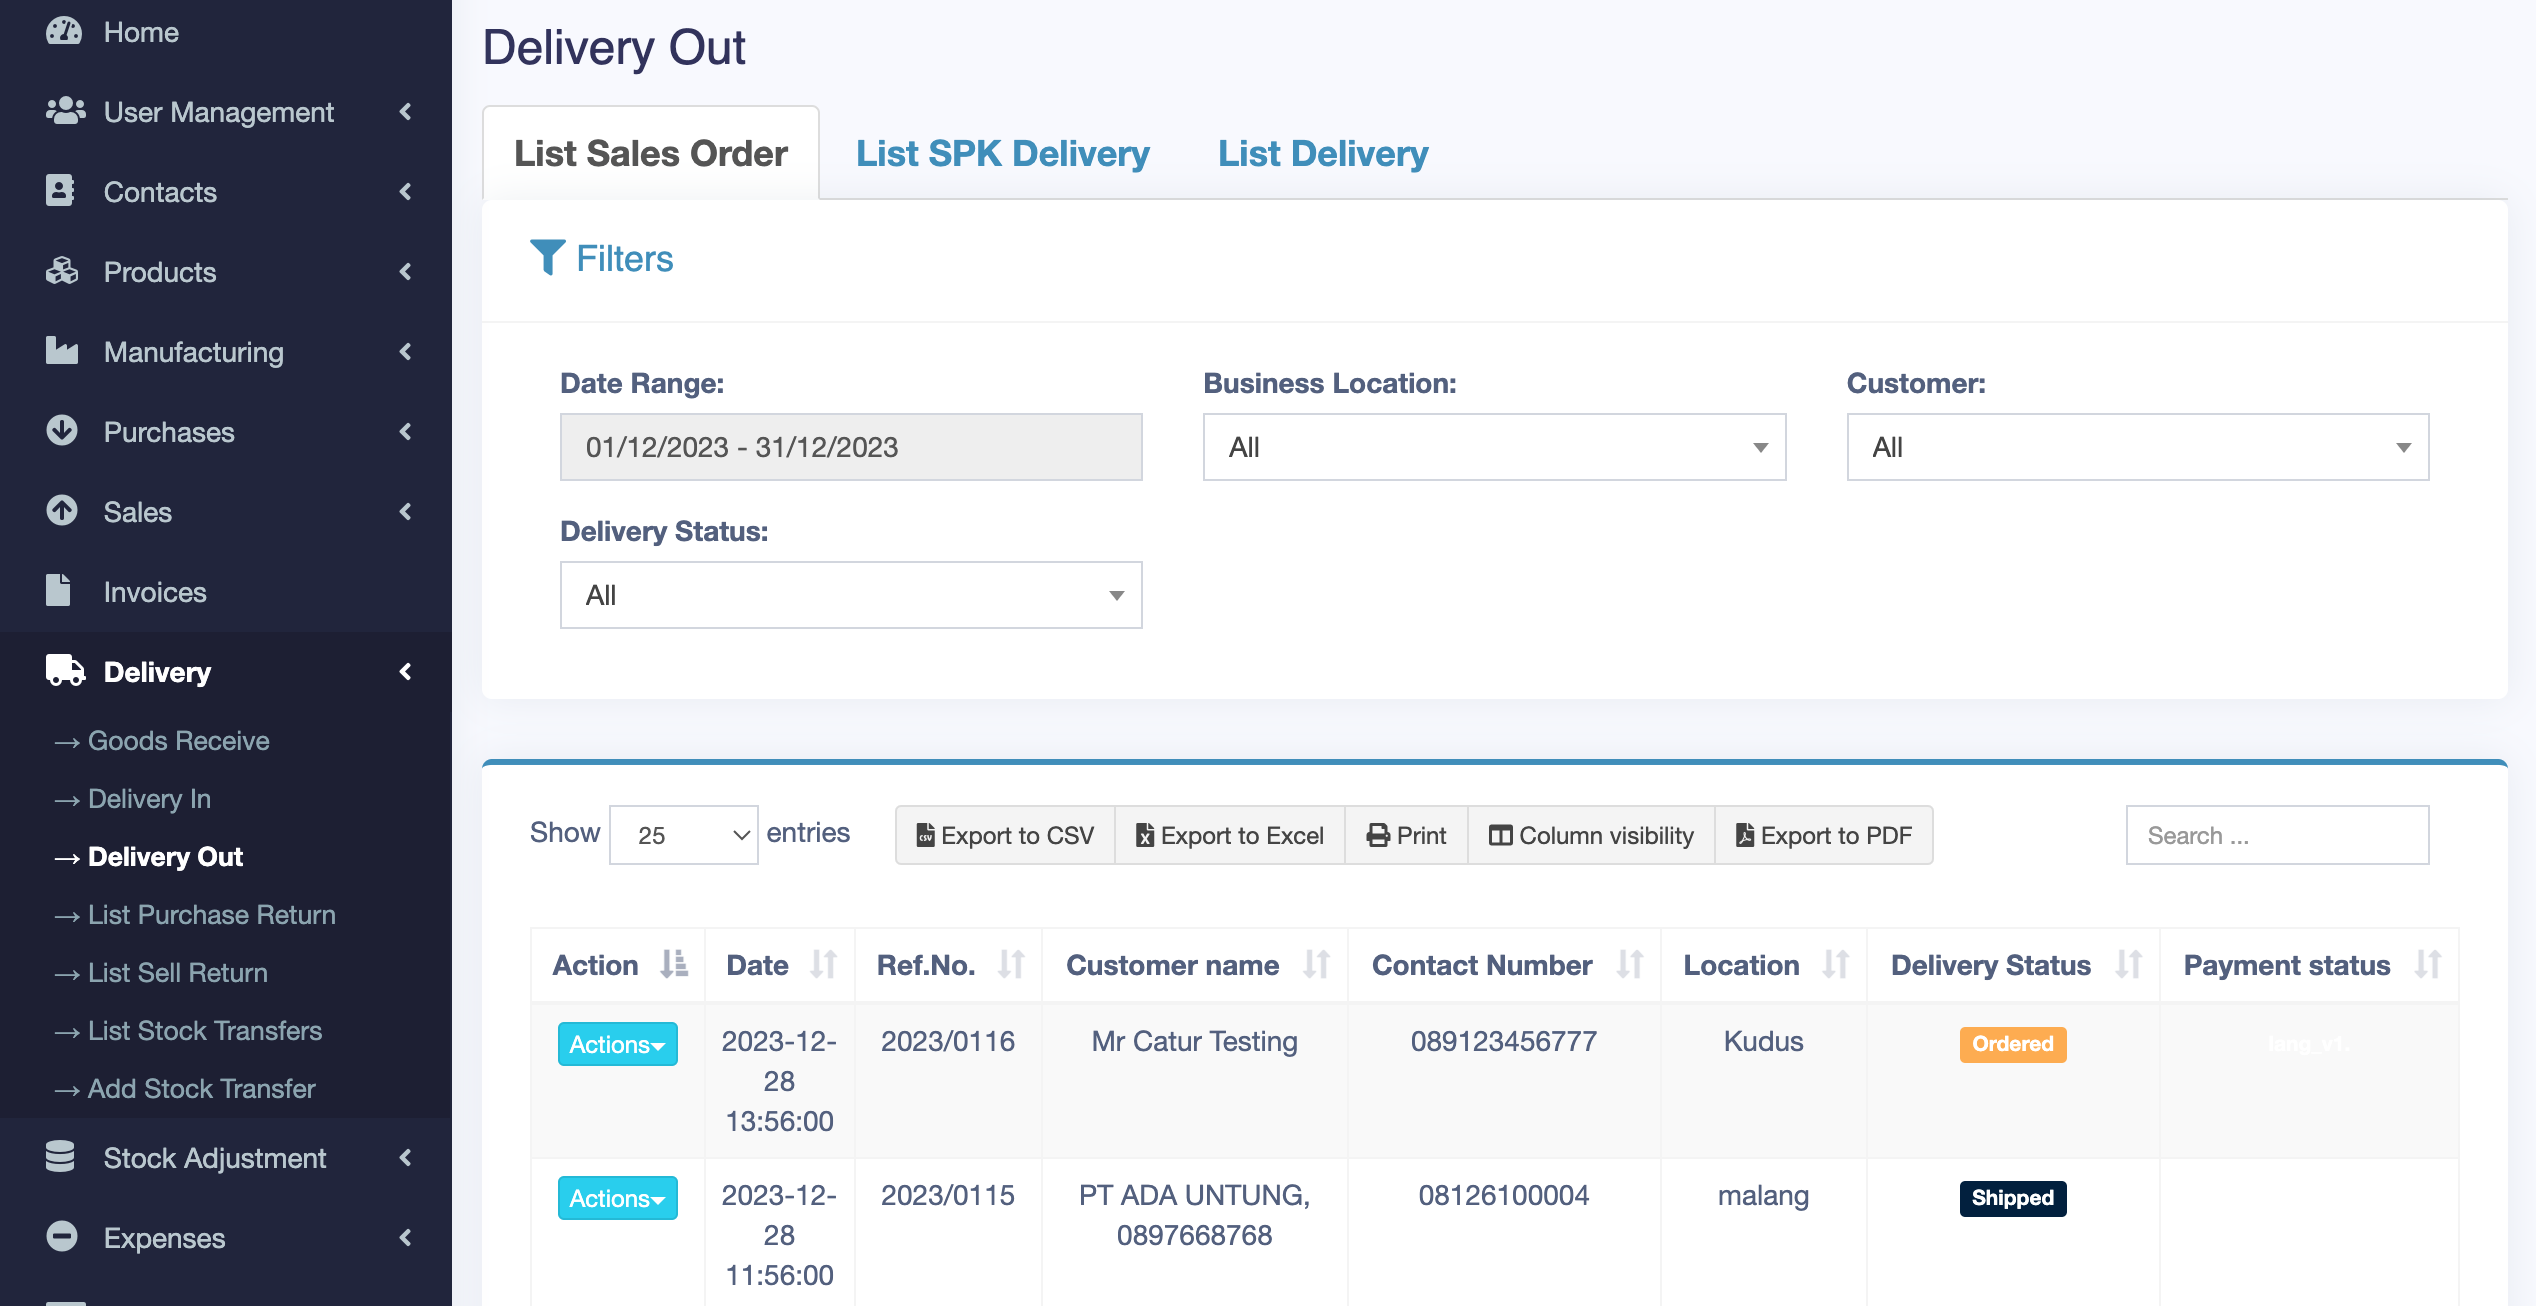 Home
User Management
Contacts
Products
Manufacturing
Purchases
Sales
Invoices
Delivery
→ Goods Receive
→ Delivery In
→ Delivery Out
→ List Purchase Return
→ List Sell Return
→ List Stock Transfers
→ Add Stock Transfer
Stock Adjustment
Expenses
Delivery Out
List Sales Order List SPK Delivery List Delivery
Filters
Date Range: Business Location: Customer:
01/12/2023 - 31/12/2023 All All
Delivery Status:
All
Show 25 entries Export to CSV Export to Excel Print Column visibility Export to PDF Search ...
Action Date Ref.No. Customer name Contact Number Location Delivery Status Payment status
Actions 2023-12- 2023/0116 Mr Catur Testing 089123456777 Kudus Ordered lang_v1.
28
13:56:00
Actions 2023-12- 2023/0115 PT ADA UNTUNG, 08126100004 malang Shipped
28 0897668768
11:56:00